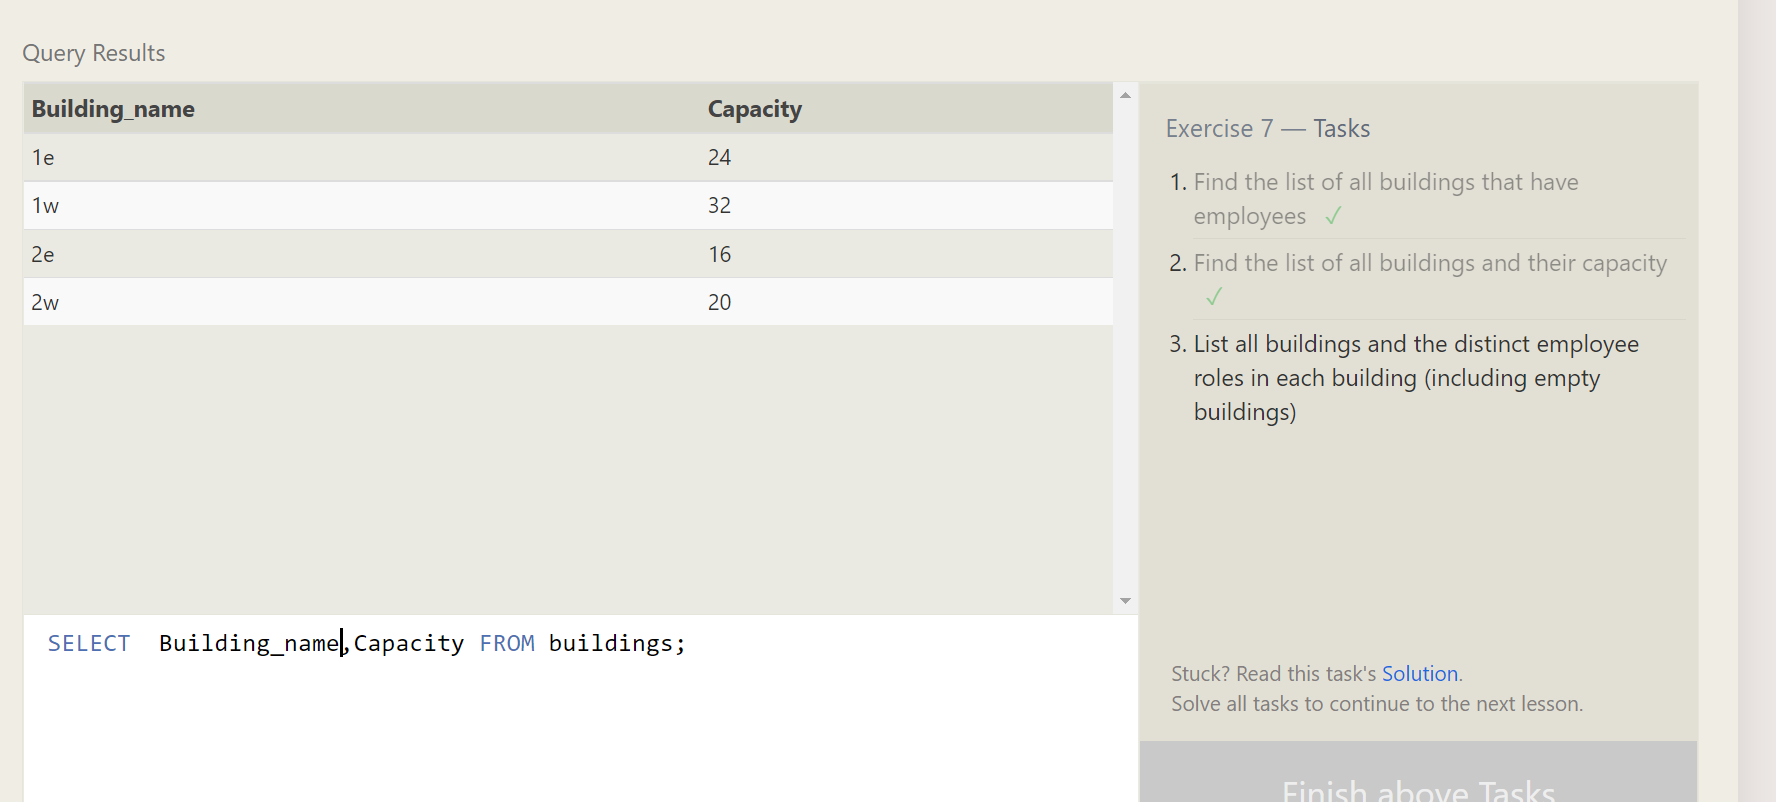 Query Results
Building_name Capacity
1e 24
1w 32
2e 16
2w 20
SELECT  Building_name,Capacity FROM buildings;
Exercise 7 — Tasks
1. Find the list of all buildings that have
employees ✓
2. Find the list of all buildings and their capacity
✓
3. List all buildings and the distinct employee
roles in each building (including empty
buildings)
Stuck? Read this task's Solution.
Solve all tasks to continue to the next lesson.
Finish above Tasks